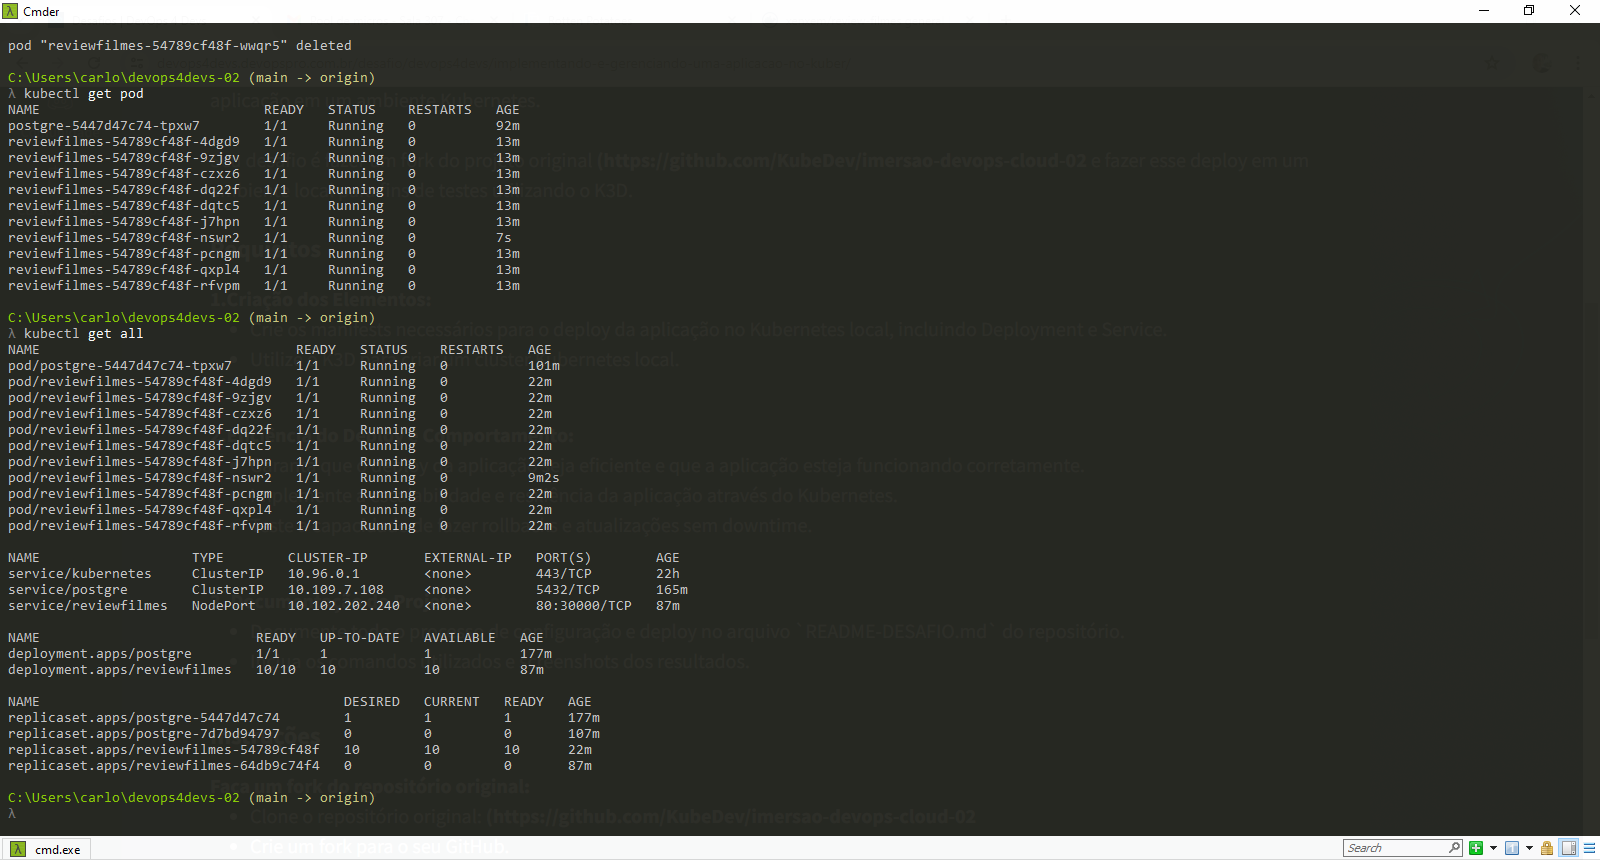 Cmder
pod "reviewfilmes-54789cf48f-wwqr5" deleted
C:\Users\carlo\devops4devs-02 (main -> origin)
λ kubectl get pod
NAME READY STATUS RESTARTS AGE
postgre-5447d47c74-tpxw7 1/1 Running 0 92m
reviewfilmes-54789cf48f-4dgd9 1/1 Running 0 13m
reviewfilmes-54789cf48f-9zjgv 1/1 Running 0 13m
reviewfilmes-54789cf48f-czxz6 1/1 Running 0 13m
reviewfilmes-54789cf48f-dq22f 1/1 Running 0 13m
reviewfilmes-54789cf48f-dqtc5 1/1 Running 0 13m
reviewfilmes-54789cf48f-j7hpn 1/1 Running 0 13m
reviewfilmes-54789cf48f-nswr2 1/1 Running 0 7s
reviewfilmes-54789cf48f-pcngm 1/1 Running 0 13m
reviewfilmes-54789cf48f-qxpl4 1/1 Running 0 13m
reviewfilmes-54789cf48f-rfvpm 1/1 Running 0 13m
C:\Users\carlo\devops4devs-02 (main -> origin)
λ kubectl get all
NAME READY STATUS RESTARTS AGE
pod/postgre-5447d47c74-tpxw7 1/1 Running 0 101m
pod/reviewfilmes-54789cf48f-4dgd9 1/1 Running 0 22m
pod/reviewfilmes-54789cf48f-9zjgv 1/1 Running 0 22m
pod/reviewfilmes-54789cf48f-czxz6 1/1 Running 0 22m
pod/reviewfilmes-54789cf48f-dq22f 1/1 Running 0 22m
pod/reviewfilmes-54789cf48f-dqtc5 1/1 Running 0 22m
pod/reviewfilmes-54789cf48f-j7hpn 1/1 Running 0 22m
pod/reviewfilmes-54789cf48f-nswr2 1/1 Running 0 9m2s
pod/reviewfilmes-54789cf48f-pcngm 1/1 Running 0 22m
pod/reviewfilmes-54789cf48f-qxpl4 1/1 Running 0 22m
pod/reviewfilmes-54789cf48f-rfvpm 1/1 Running 0 22m
NAME TYPE CLUSTER-IP EXTERNAL-IP PORT(S) AGE
service/kubernetes ClusterIP 10.96.0.1 <none> 443/TCP 22h
service/postgre ClusterIP 10.109.7.108 <none> 5432/TCP 165m
service/reviewfilmes NodePort 10.102.202.240 <none> 80:30000/TCP 87m
NAME READY UP-TO-DATE AVAILABLE AGE
deployment.apps/postgre 1/1 1 1 177m
deployment.apps/reviewfilmes 10/10 10 10 87m
NAME DESIRED CURRENT READY AGE
replicaset.apps/postgre-5447d47c74 1 1 1 177m
replicaset.apps/postgre-7d7bd94797 0 0 0 107m
replicaset.apps/reviewfilmes-54789cf48f 10 10 10 22m
replicaset.apps/reviewfilmes-64db9c74f4 0 0 0 87m
C:\Users\carlo\devops4devs-02 (main -> origin)
λ
Crie um fork para o seu GitHub.
cmd.exe
Search